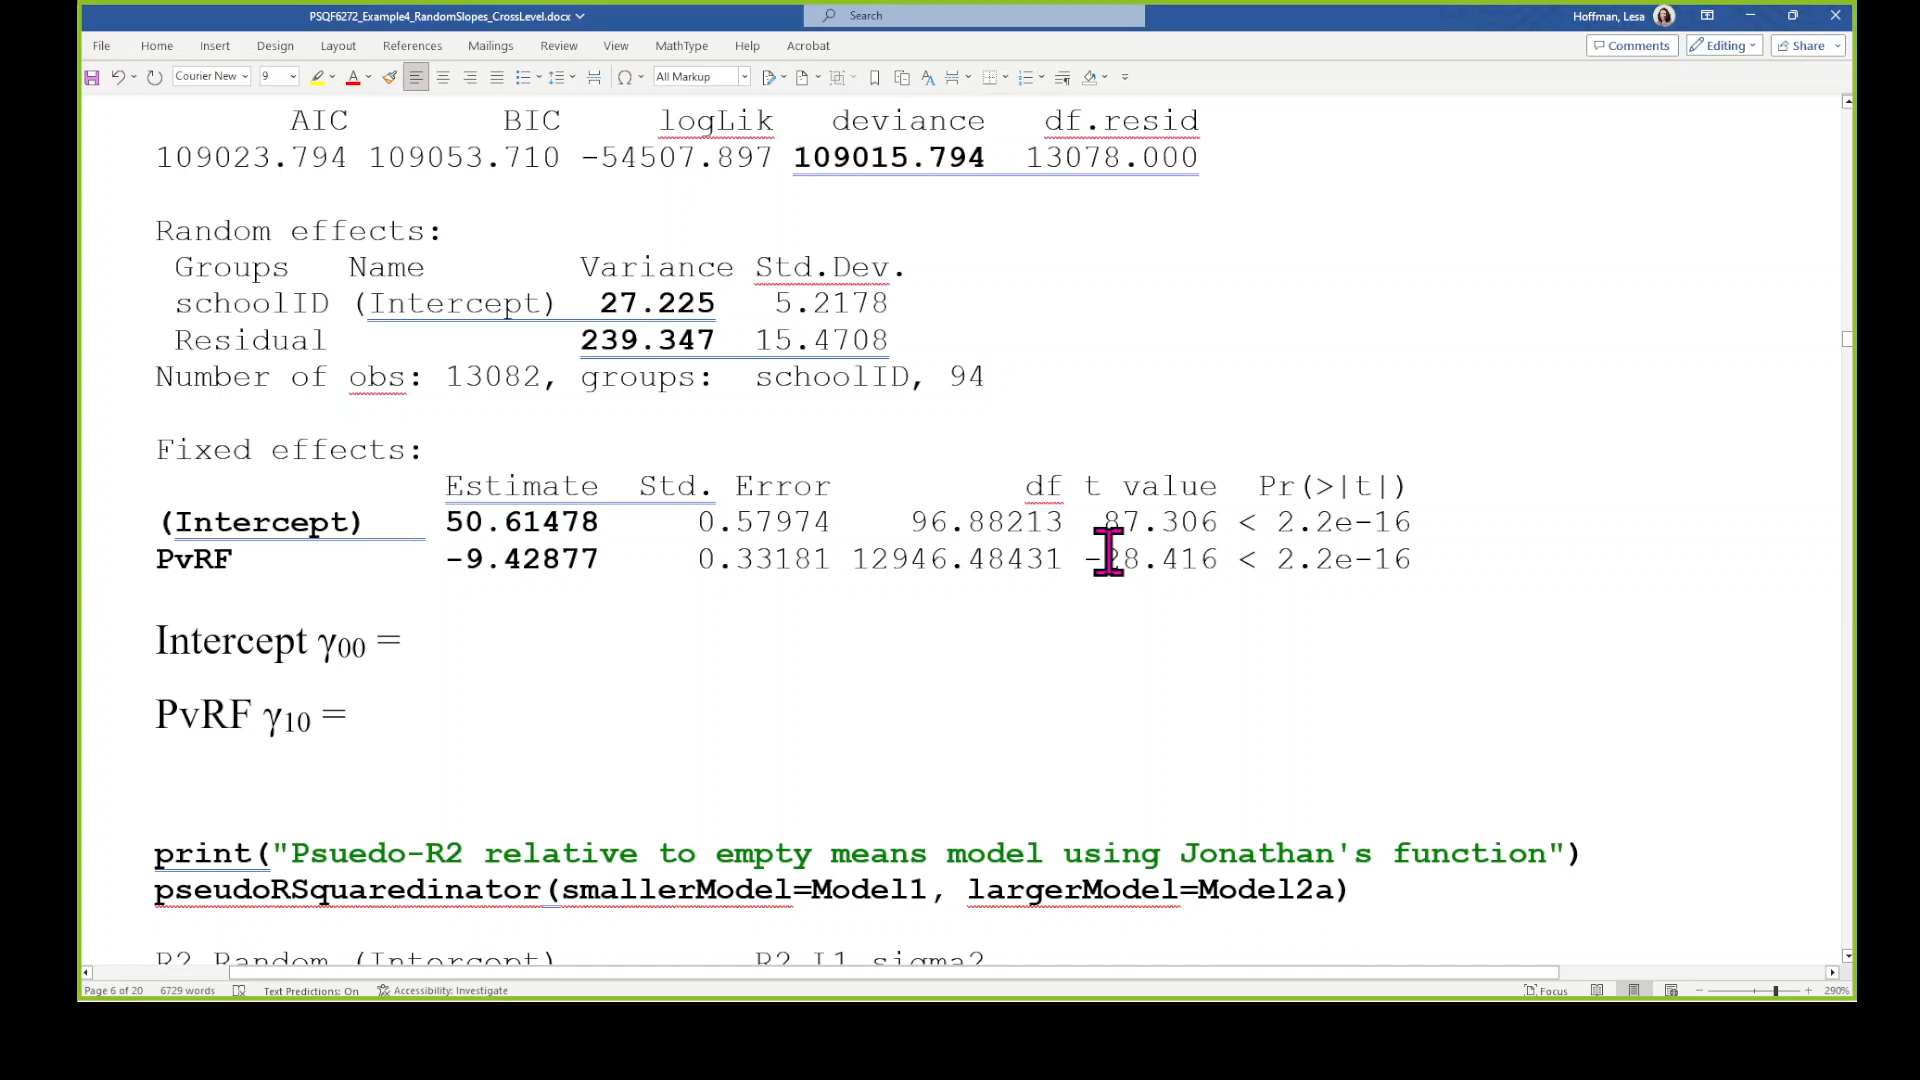 PSQF6272_Example4_RandomSlopes_CrossLevel.docx
Search
Hoffman, Lesa
File Home Insert Design Layout References Mailings Review View MathType Help Acrobat
Comments Editing Share
Courier New 9 All Markup
AIC BIC logLik deviance df.resid
109023.794 109053.710 -54507.897 109015.794 13078.000
Random effects:
Groups Name Variance Std.Dev.
schoolID (Intercept) 27.225 5.2178
Residual 239.347 15.4708
Number of obs: 13082, groups: schoolID, 94
Fixed effects:
Estimate Std. Error df t value Pr(>|t|)
(Intercept) 50.61478 0.57974 96.88213 87.306 < 2.2e-16
PvRF -9.42877 0.33181 12946.48431 -28.416 < 2.2e-16
Intercept γ00 =
PvRF γ10 =
print("Psuedo-R2 relative to empty means model using Jonathan's function")
pseudoRSquaredinator(smallerModel=Model1, largerModel=Model2a)
R2 Random (Intercept) R2 L1 sigma2
Page 6 of 20 6729 words Text Predictions: On Accessibility: Investigate Focus 290%